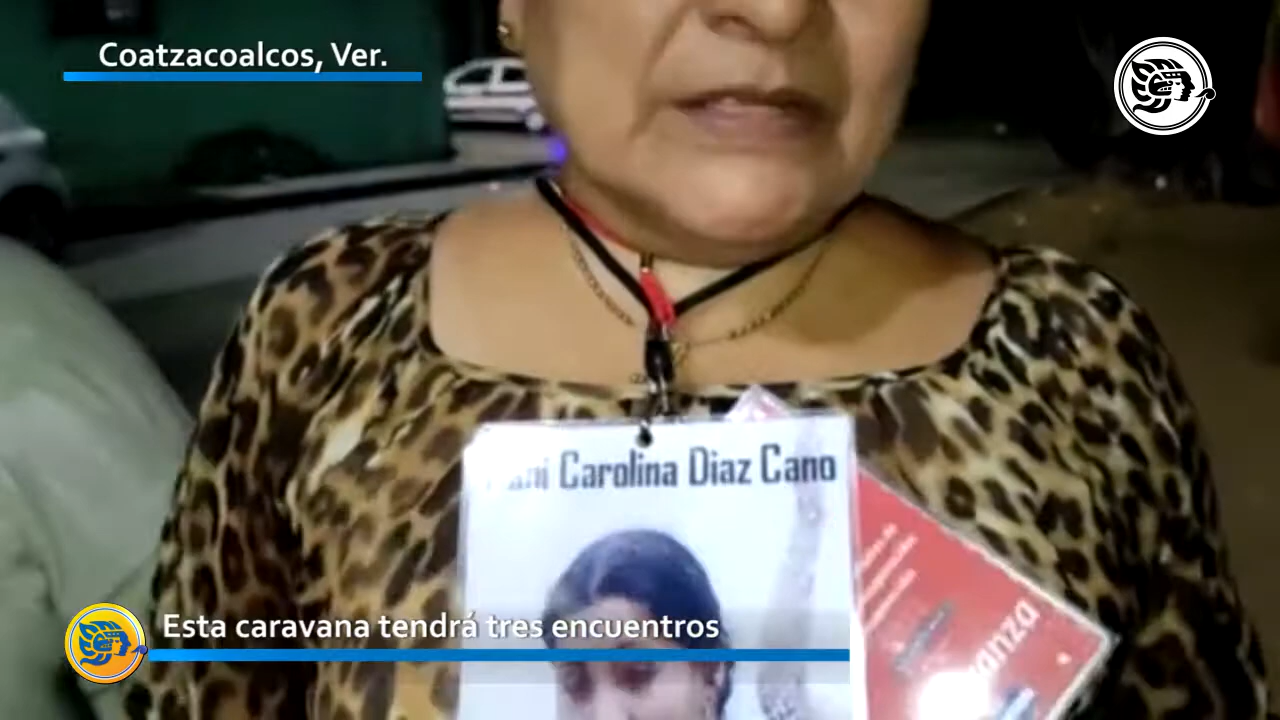 Coatzacoalcos, Ver.
Carolina Diaz Cano
Esta caravana tendrá tres encuentros